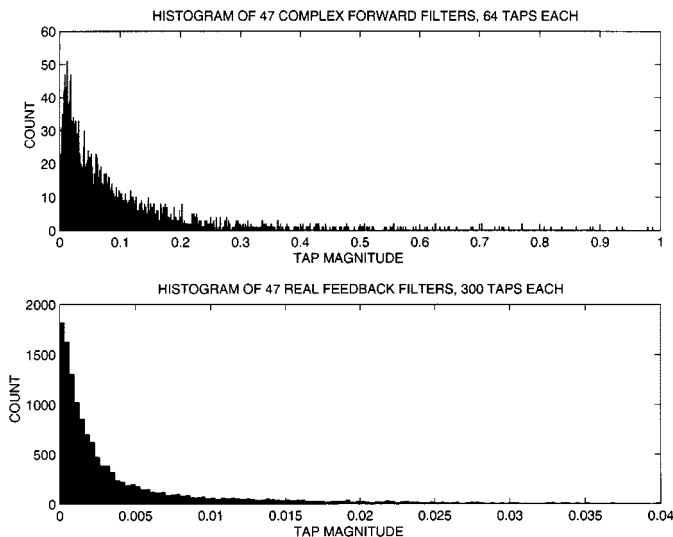 HISTOGRAM OF 47 COMPLEX FORWARD FILTERS, 64 TAPS EACH
60
50
40
30
20
10
0
COUNT
0 0.1 0.2 0.3 0.4 0.5 0.6 0.7 0.8 0.9 1
TAP MAGNITUDE
HISTOGRAM OF 47 REAL FEEDBACK FILTERS, 300 TAPS EACH
2000
1500
1000
500
0
COUNT
0 0.005 0.01 0.015 0.02 0.025 0.03 0.035 0.04
TAP MAGNITUDE